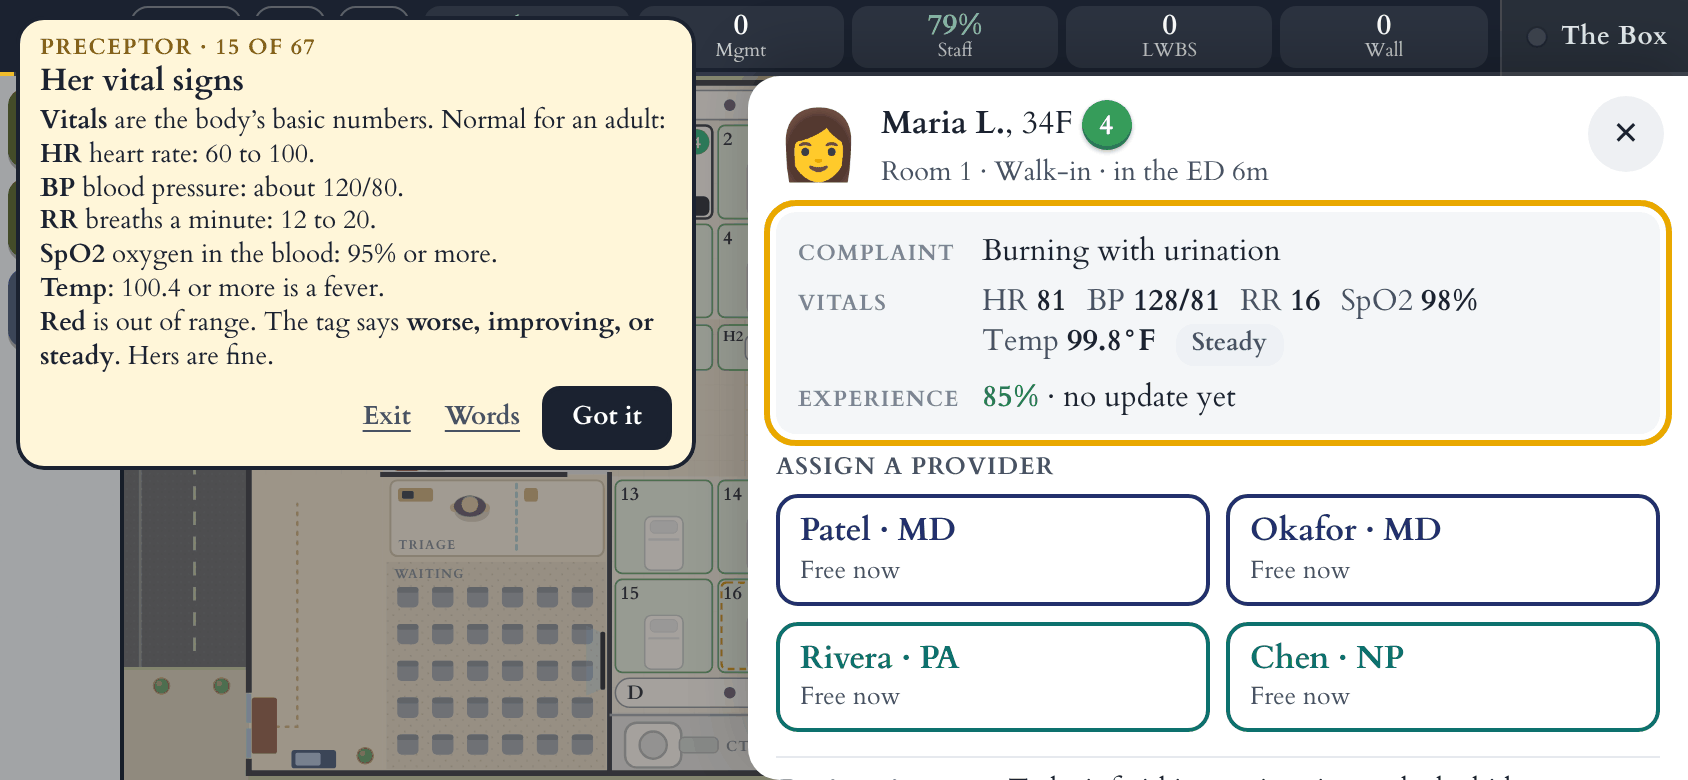 0
Mgmt
79%
Staff
0
LWBS
0
Wall
The Box
PRECEPTOR · 15 OF 67
Her vital signs
Vitals are the body’s basic numbers. Normal for an adult:
HR heart rate: 60 to 100.
BP blood pressure: about 120/80.
RR breaths a minute: 12 to 20.
SpO2 oxygen in the blood: 95% or more.
Temp: 100.4 or more is a fever.
Red is out of range. The tag says worse, improving, or
steady. Hers are fine.
Exit Words Got it
2
4
H2
13
14
TRIAGE
WAITING
15
16
D
CT
Maria L., 34F 4
Room 1 · Walk-in · in the ED 6m
✕
COMPLAINT Burning with urination
VITALS HR 81 BP 128/81 RR 16 SpO2 98%
Temp 99.8°F Steady
EXPERIENCE 85% · no update yet
ASSIGN A PROVIDER
Patel · MD
Free now
Okafor · MD
Free now
Rivera · PA
Free now
Chen · NP
Free now